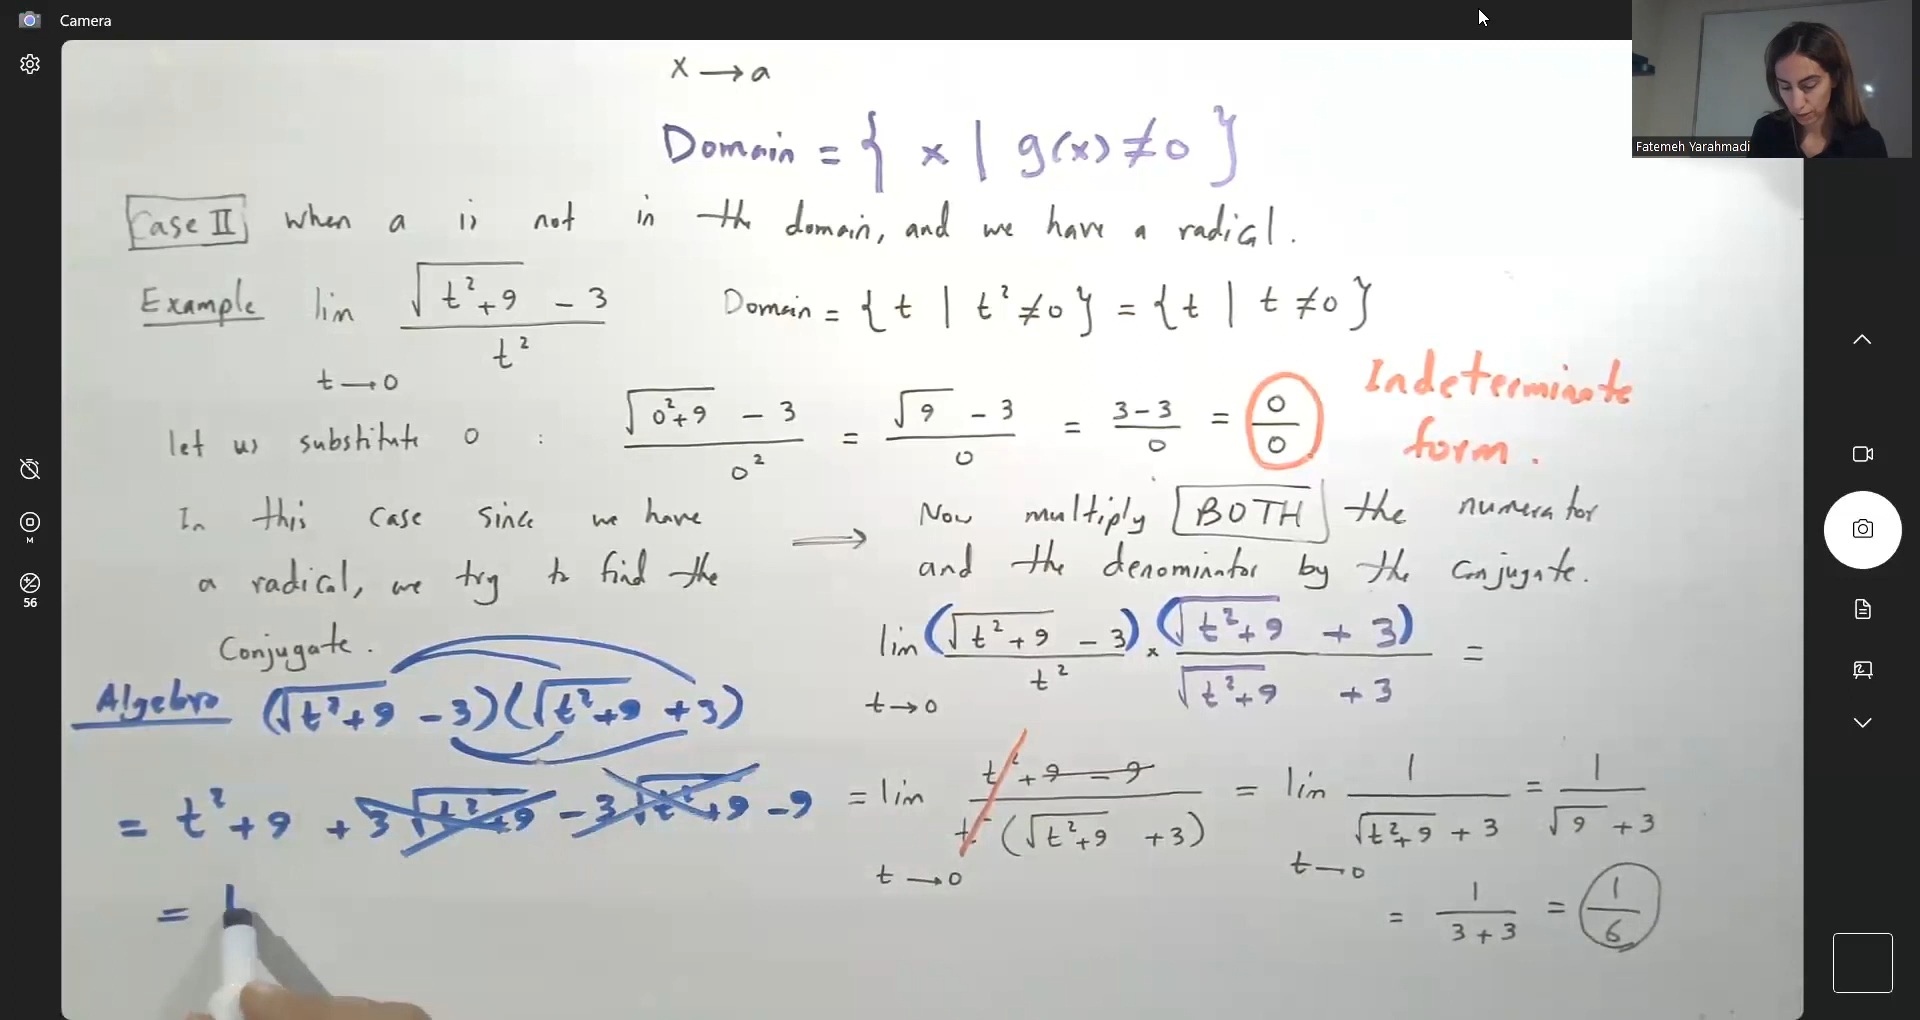 Camera
Fatemeh Yarahmadi
x → a
Domain = { x | g(x) ≠ 0 }
Case II when a is not in the domain, and we have a radical.
Example lim t→0 (√(t²+9) - 3) / t² Domain = { t | t² ≠ 0 } = { t | t ≠ 0 }
let us substitute 0 : (√(0²+9) - 3) / 0² = (√9 - 3) / 0 = (3-3) / 0 = 0/0 Indeterminate form.
In this case since we have
a radical, we try to find the
Conjugate.
⟹ Now multiply BOTH the numerator
and the denominator by the Conjugate.
lim t→0 (√(t²+9) - 3) / t² × (√(t²+9) + 3) / (√(t²+9) + 3) =
= lim t→0 (t²+9-9) / (t² (√(t²+9) + 3)) = lim t→0 1 / (√(t²+9) + 3) = 1 / (√9 + 3)
= 1 / (3+3) = 1/6
Algebra (√(t²+9) - 3)(√(t²+9) + 3)
= t²+9 + 3√(t²+9) - 3√(t²+9) - 9
=
M
56